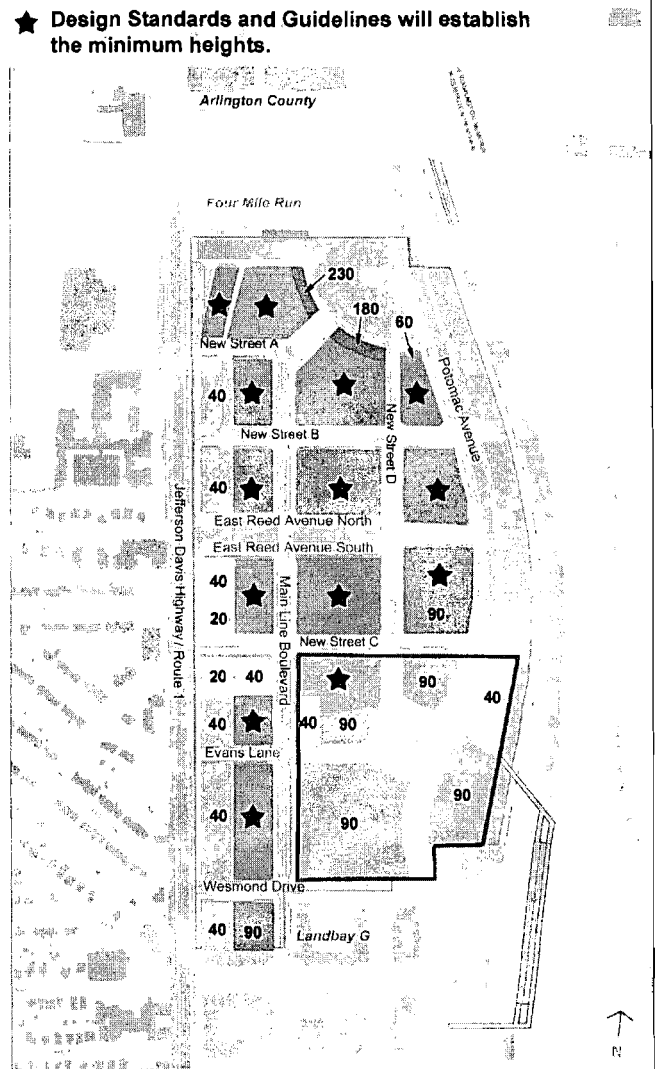 ★ Design Standards and Guidelines will establish
the minimum heights.
Arlington County
Four Mile Run
230
180
60
New Street A
Potomac Avenue
40
New Street B
New Street D
40
Jefferson Davis Highway / Route 1
East Reed Avenue North
East Reed Avenue South
40
Main Line Boulevard
20
90
New Street C
20 40
90
40
40
40
90
Evans Lane
90
40
90
Wesmond Drive
40
90
Landbay G
N